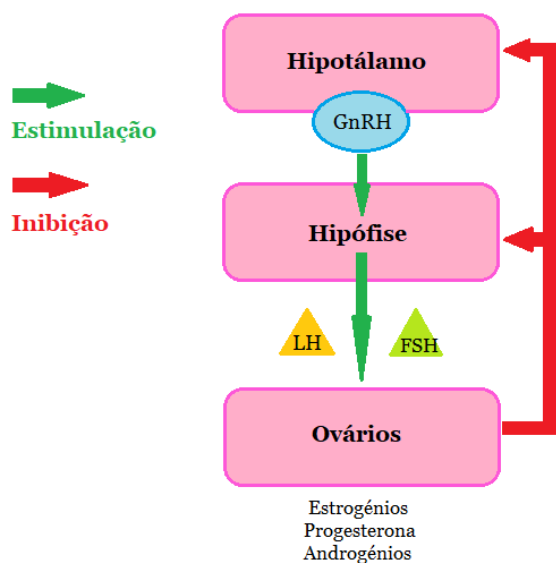 Hipotálamo
GnRH
Estimulação
Inibição
Hipófise
LH
FSH
Ovários
Estrogénios
Progesterona
Androgénios